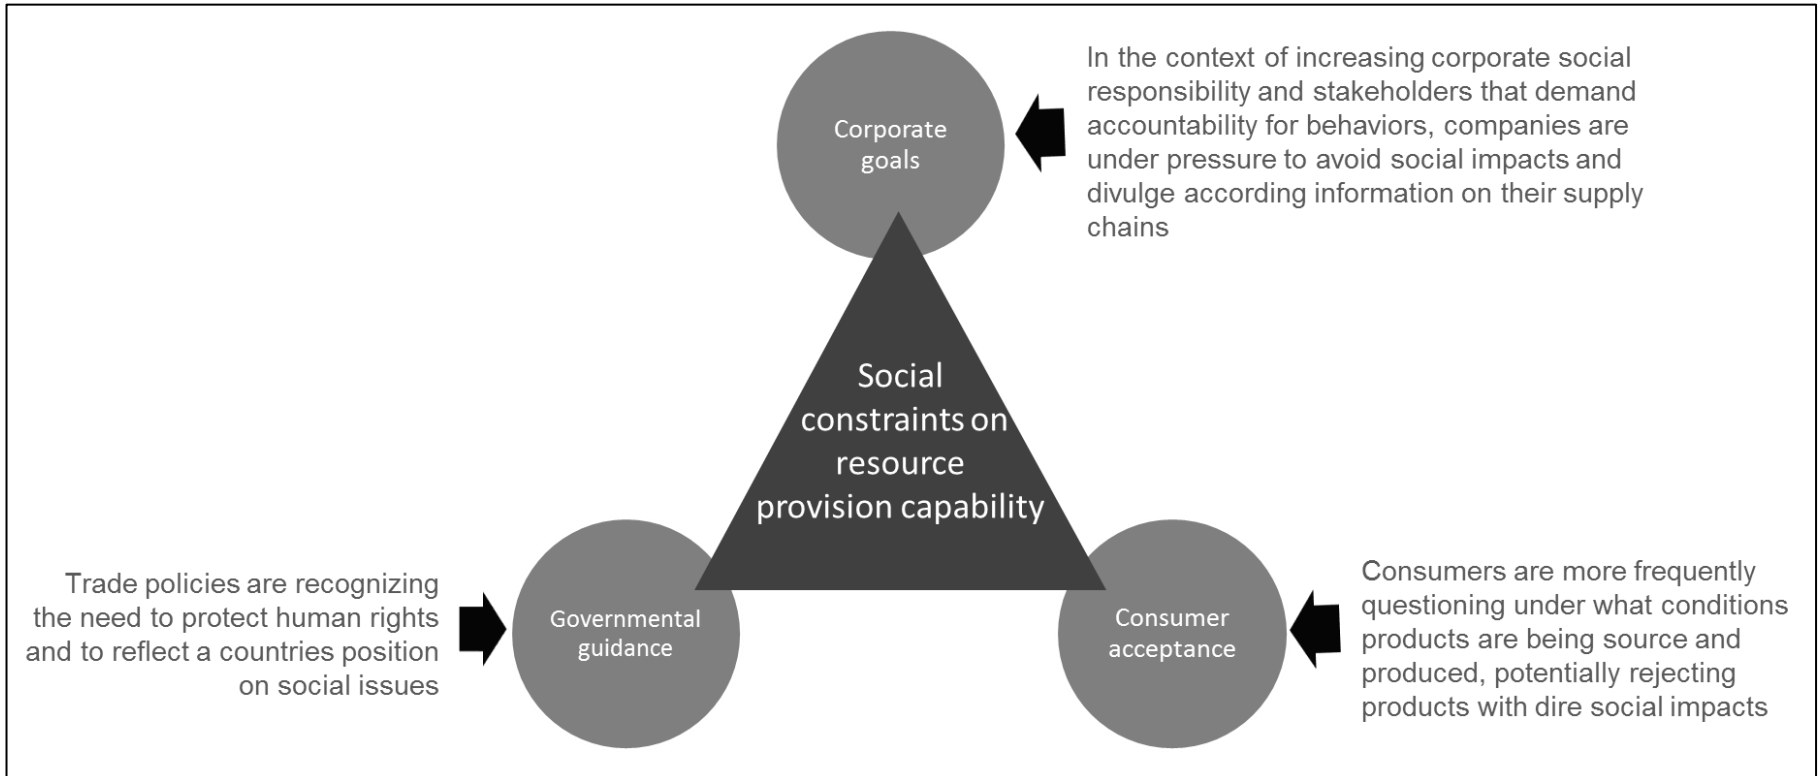 Corporate
goals
In the context of increasing corporate social
responsibility and stakeholders that demand
accountability for behaviors, companies are
under pressure to avoid social impacts and
divulge according information on their supply
chains
Social
constraints on
resource
provision capability
Trade policies are recognizing
the need to protect human rights
and to reflect a countries position
on social issues
Governmental
guidance
Consumer
acceptance
Consumers are more frequently
questioning under what conditions
products are being source and
produced, potentially rejecting
products with dire social impacts